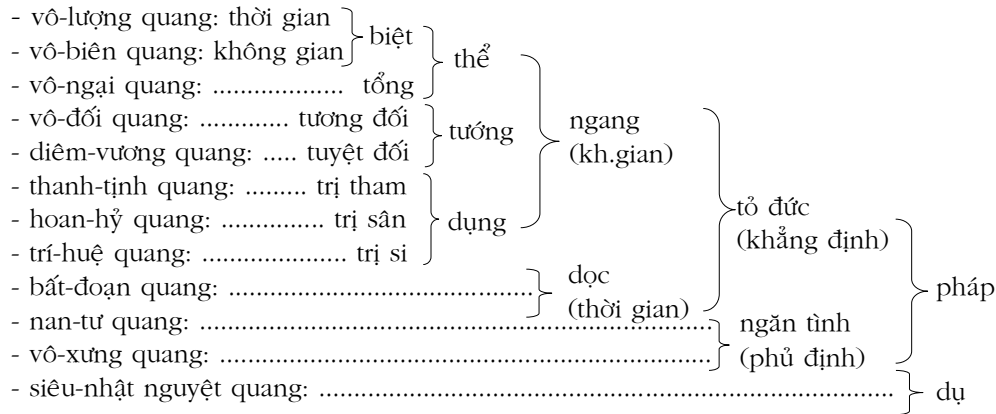 - vô-lượng quang: thời gian
biệt
- vô-biên quang: không gian
thể
- vô-ngại quang: .................... tổng
- vô-đối quang: ............. tương đối
ngang
tướng
- diêm-vương quang: ..... tuyệt đối
(kh.gian)
- thanh-tịnh quang: ......... trị tham
- hoan-hỷ quang: ............... trị sân
dụng
tỏ đức
(khẳng định)
- trí-huệ quang: ..................... trị si
dọc
- bất-đoạn quang: ..............................................
pháp
(thời gian)
- nan-tư quang: ..........................................................................
ngăn tình
- vô-xưng quang: ........................................................................
(phủ định)
- siêu-nhật nguyệt quang: .....................................................................................
dụ